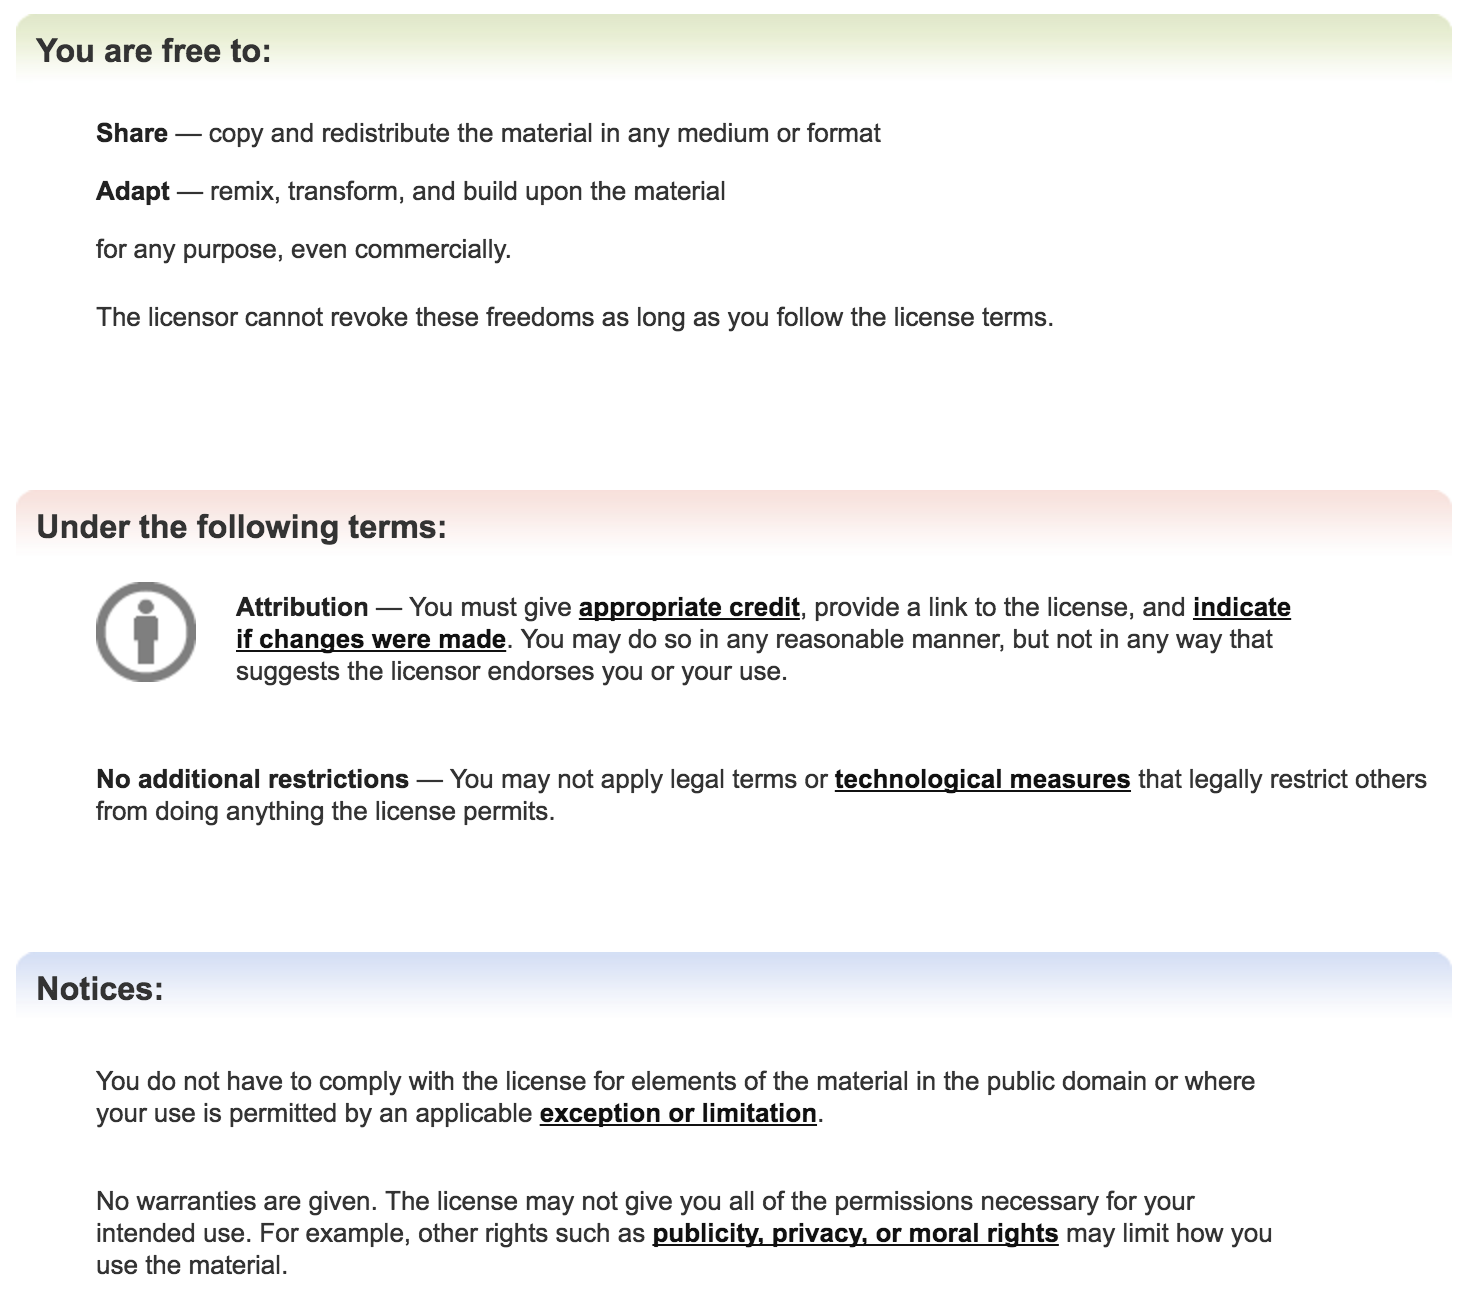 You are free to:
Share — copy and redistribute the material in any medium or format
Adapt — remix, transform, and build upon the material
for any purpose, even commercially.
The licensor cannot revoke these freedoms as long as you follow the license terms.
Under the following terms:
Attribution — You must give appropriate credit, provide a link to the license, and indicate
if changes were made. You may do so in any reasonable manner, but not in any way that
suggests the licensor endorses you or your use.
No additional restrictions — You may not apply legal terms or technological measures that legally restrict others
from doing anything the license permits.
Notices:
You do not have to comply with the license for elements of the material in the public domain or where
your use is permitted by an applicable exception or limitation.
No warranties are given. The license may not give you all of the permissions necessary for your
intended use. For example, other rights such as publicity, privacy, or moral rights may limit how you
use the material.